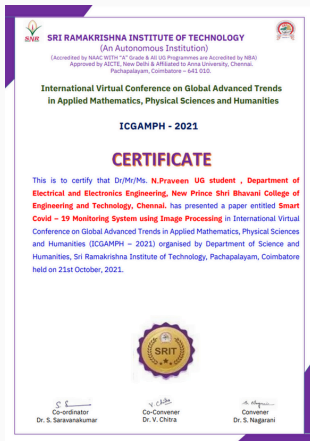 SNR
SRI RAMAKRISHNA INSTITUTE OF TECHNOLOGY
(An Autonomous Institution)
(Accredited by NAAC WITH "A" Grade & All UG Programmes are Accredited by NBA)
Approved by AICTE, New Delhi & Affiliated to Anna University, Chennai.
Pachapalayam, Coimbatore – 641 010.
International Virtual Conference on Global Advanced Trends
in Applied Mathematics, Physical Sciences and Humanities
ICGAMPH - 2021
CERTIFICATE
This is to certify that Dr/Mr/Ms. N.Praveen UG student , Department of
Electrical and Electronics Engineering, New Prince Shri Bhavani College of
Engineering and Technology, Chennai. has presented a paper entitled Smart
Covid – 19 Monitoring System using Image Processing in International Virtual
Conference on Global Advanced Trends in Applied Mathematics, Physical Sciences
and Humanities (ICGAMPH – 2021) organised by Department of Science and
Humanities, Sri Ramakrishna Institute of Technology, Pachapalayam, Coimbatore
held on 21st October, 2021.
SRIT
V. Chitra
Co-ordinator
Dr. S. Saravanakumar
Co-Convener
Dr. V. Chitra
Convener
Dr. S. Nagarani